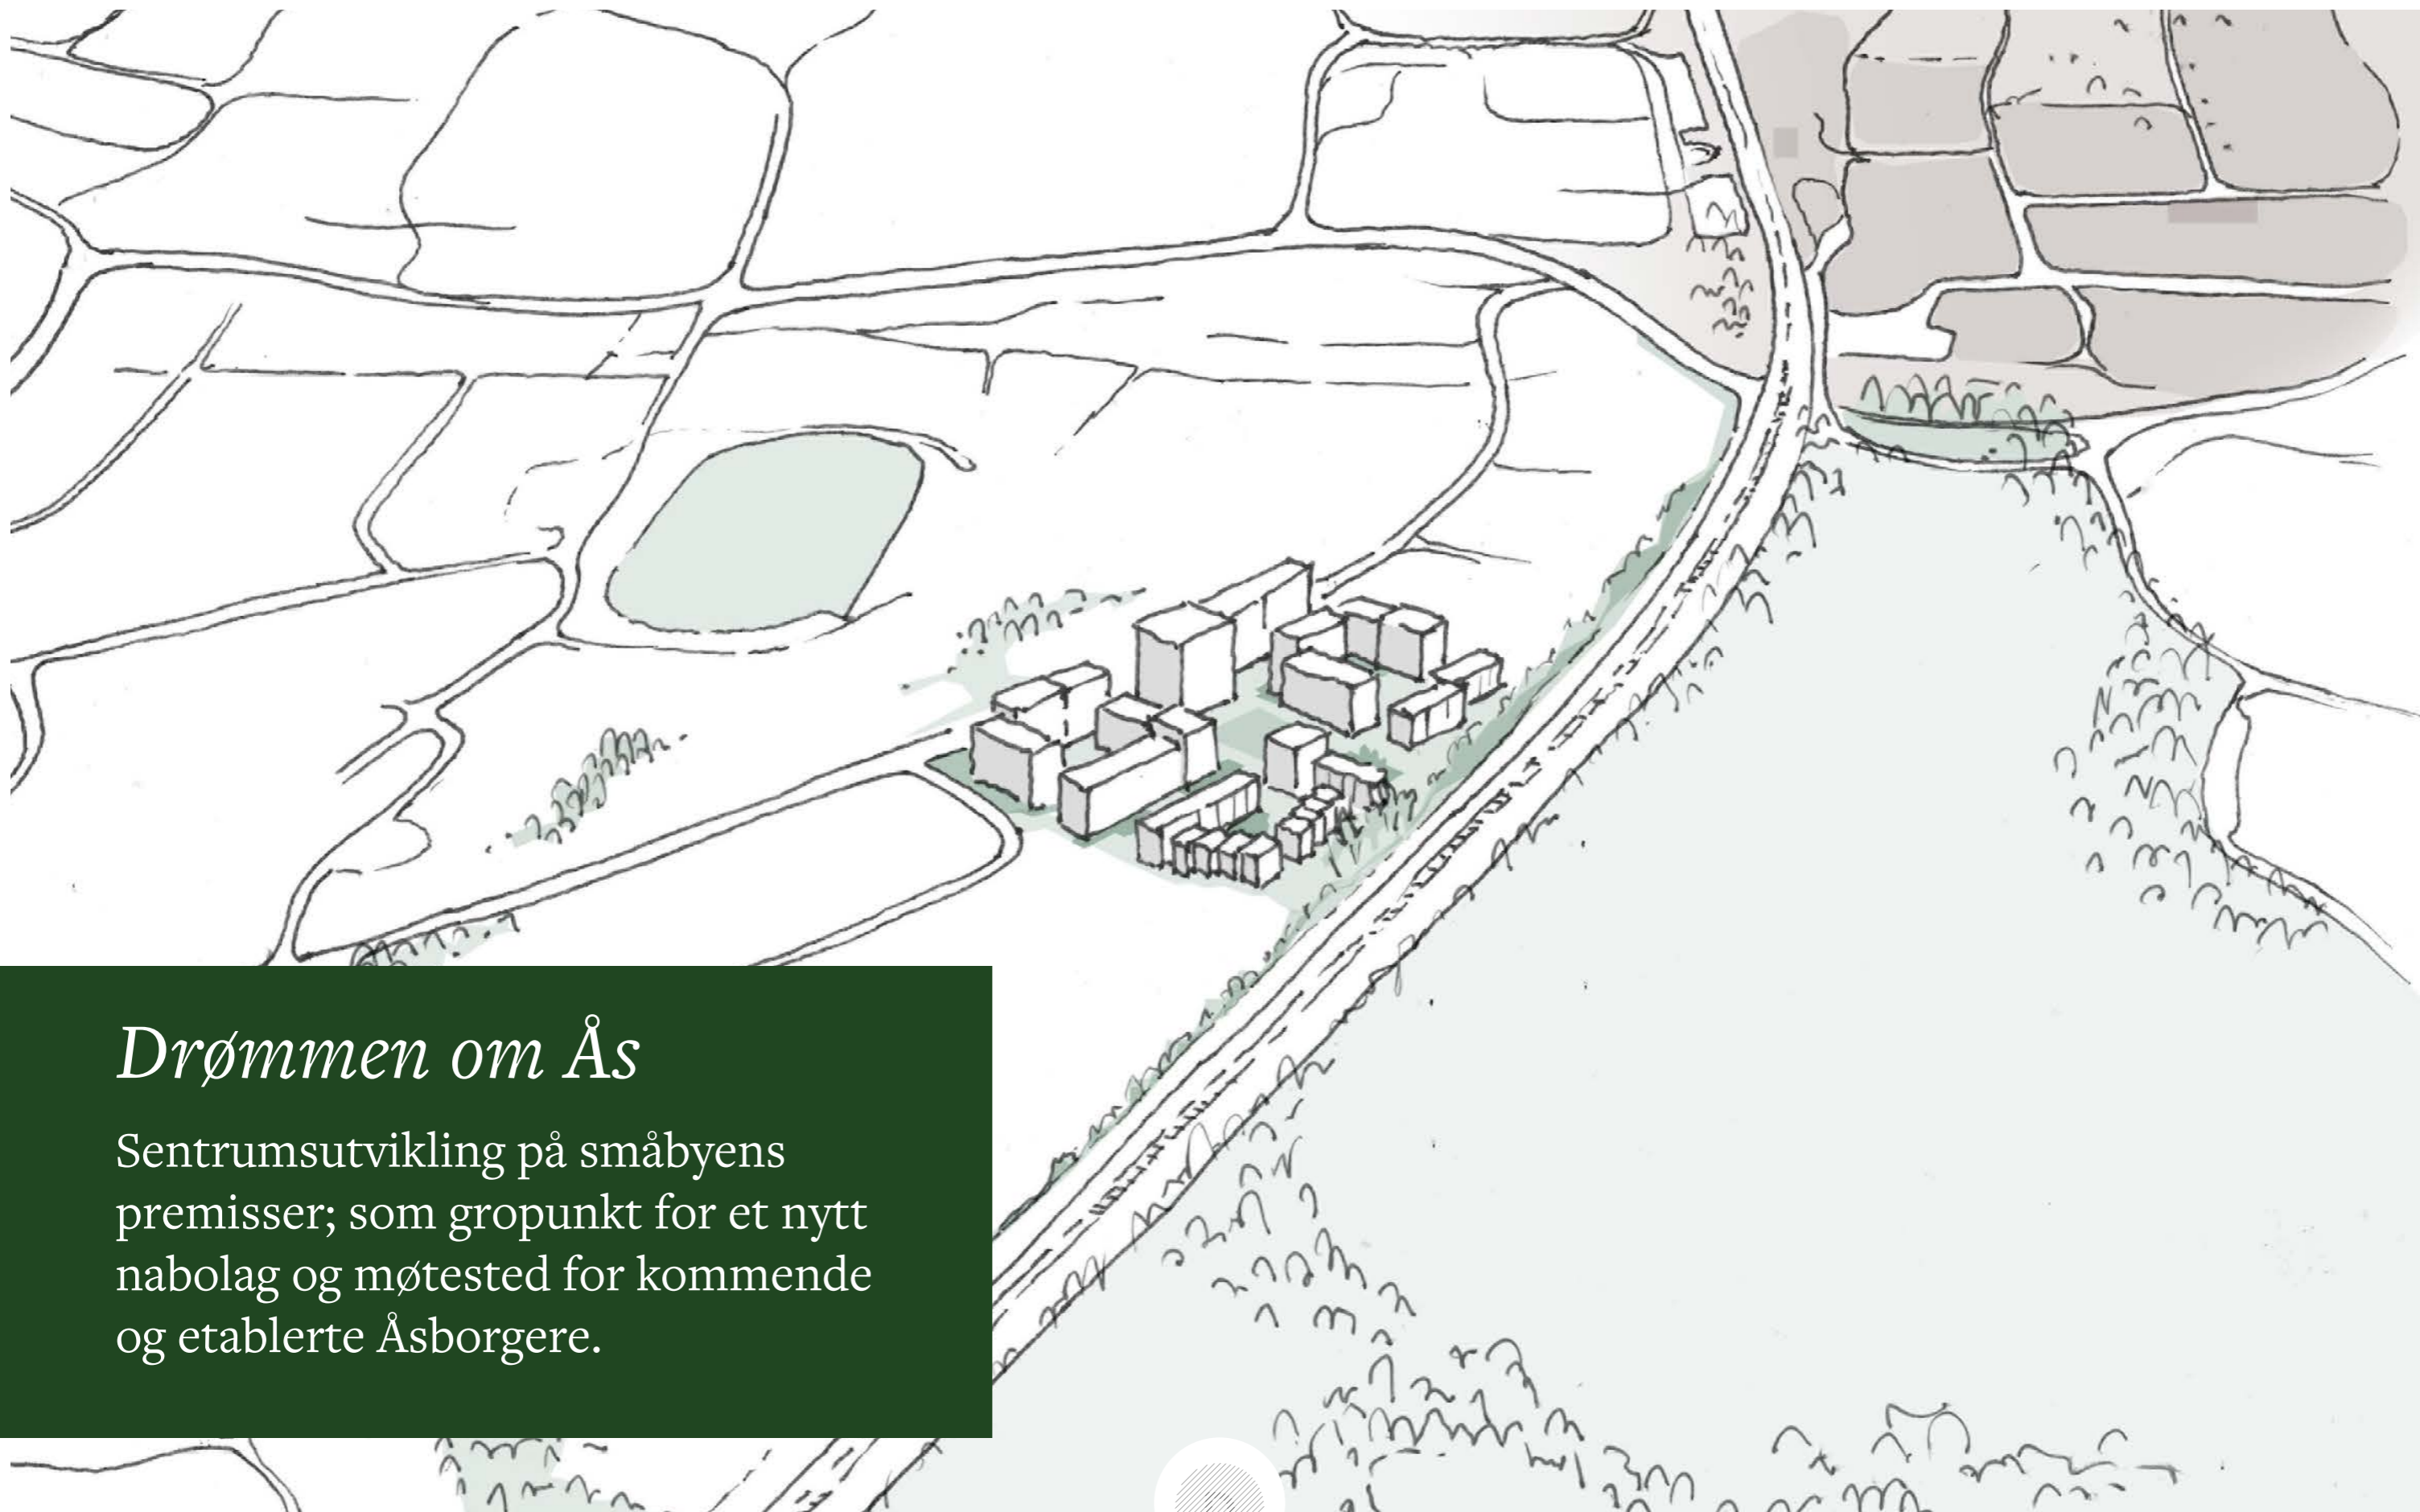 Drømmen om Ås
Sentrumsutvikling på småbyens
premisser; som gropunkt for et nytt
nabolag og møtested for kommende
og etablerte Åsborgere.